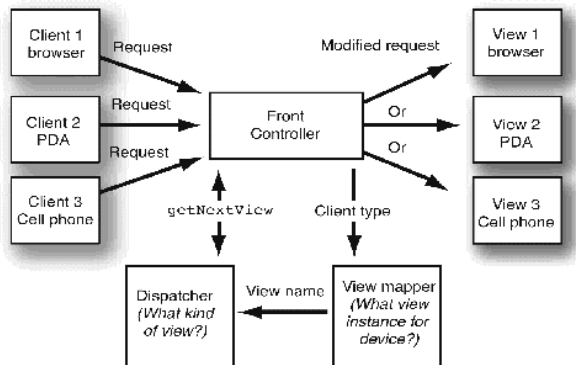 Client 1
browser
Request
Modified request
View 1
browser
Client 2
PDA
Request
Front
Controller
Or
View 2
PDA
Client 3
Cell phone
Request
Or
View 3
Cell phone
getNextView
Client type
Dispatcher
(What kind
of view?)
View name
View mapper
(What view
instance for
device?)